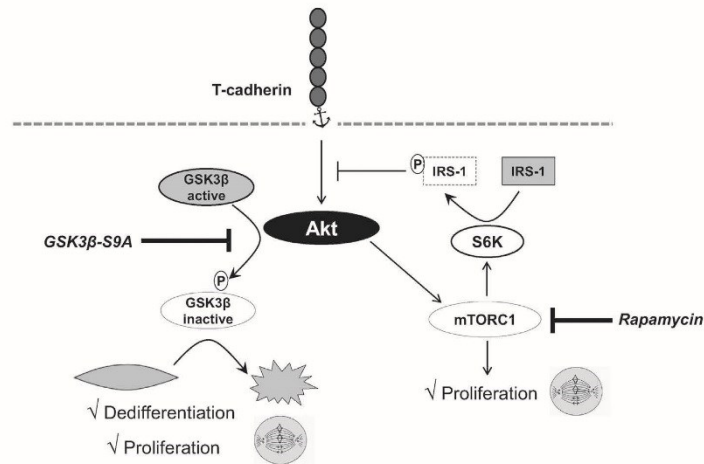 T-cadherin
P
IRS-1
IRS-1
GSK3β
active
Akt
GSK3β-S9A
S6K
P
GSK3β
inactive
mTORC1
Rapamycin
√ Dedifferentiation
√ Proliferation
√ Proliferation